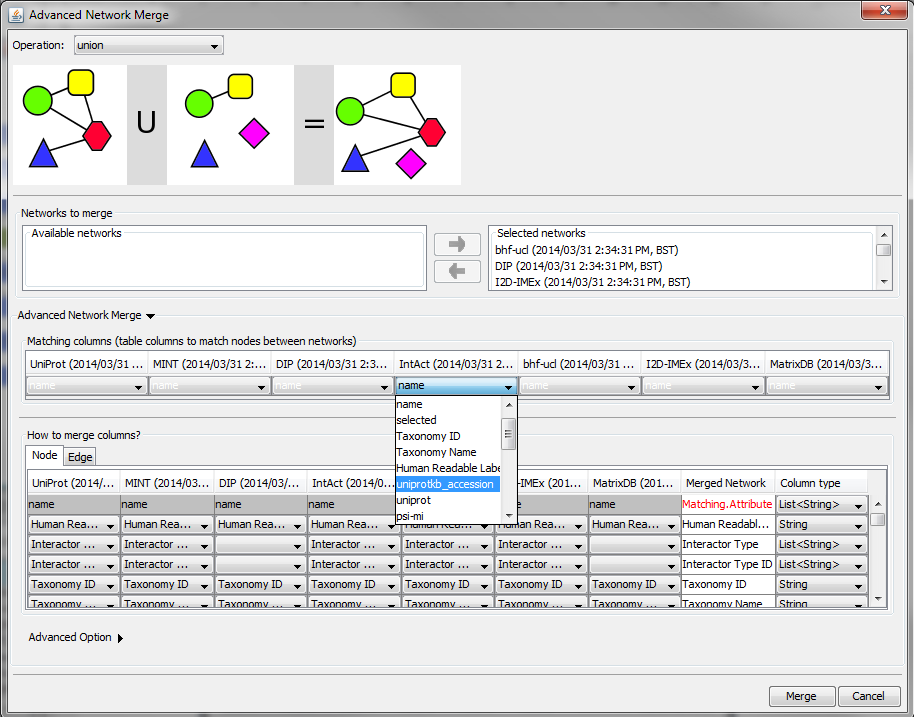 Advanced Network Merge
Operation: union
U =
Networks to merge
Available networks
Selected networks
bhf-ucl (2014/03/31 2:34:31 PM, BST)
DIP (2014/03/31 2:34:31 PM, BST)
I2D-IMEx (2014/03/31 2:34:31 PM, BST)
Advanced Network Merge
Matching columns (table columns to match nodes between networks)
UniProt (2014/03/31 ... MINT (2014/03/31 2:... DIP (2014/03/31 2:3... IntAct (2014/03/31 2... bhf-ucl (2014/03/31 ... I2D-IMEx (2014/03/3... MatrixDB (2014/03/3...
name name name name name name name
name
selected
Taxonomy ID
Taxonomy Name
Human Readable Labe
uniprotkb_accession
uniprot
psi-mi
How to merge columns?
Node Edge
UniProt (2014/... MINT (2014/03... DIP (2014/03/... IntAct (2014/0... -IMEx (201... MatrixDB (201... Merged Network Column type
name name name name name name Matching.Attribute List<String>
Human Rea... Human Rea... Human Rea... Human Rea... Human Rea... Human Rea... Human Rea... Human Readabl... String
Interactor ... Interactor ... Interactor ... Interactor ... Interactor ... Interactor Type List<String>
Interactor ... Interactor ... Interactor ... Interactor ... Interactor ... Interactor Type ID List<String>
Taxonomy ID Taxonomy ID Taxonomy ID Taxonomy ID Taxonomy ID Taxonomy ID Taxonomy ID Taxonomy ID String
Taxonomy ... Taxonomy ... Taxonomy ... Taxonomy ... Taxonomy ... Taxonomy ... Taxonomy ... Taxonomy Name String
Advanced Option
Merge Cancel